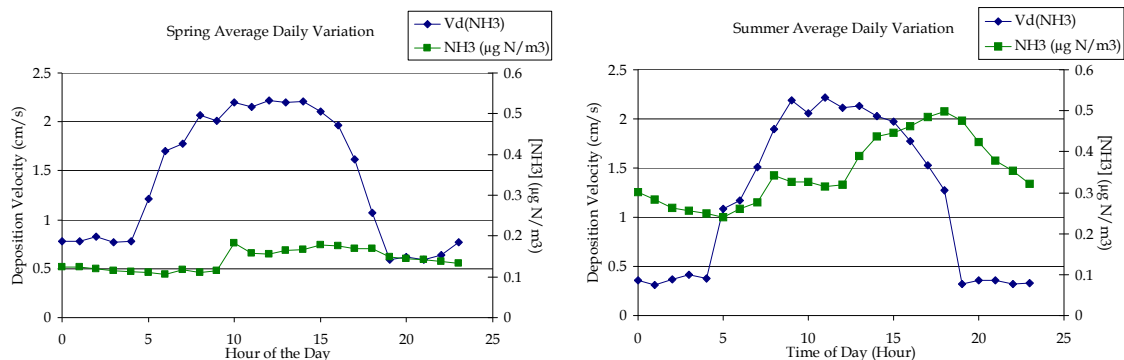 Spring Average Daily Variation
Vd(NH3)
NH3 (µg N/m3)
Deposition Velocity (cm/s)
2.5
2
1.5
1
0.5
0
0.6
0.5
0.4
0.3
0.2
0.1
0
[NH3] (µg N/m³)
0 5 10 15 20 25
Hour of the Day
Summer Average Daily Variation
Vd(NH3)
NH3 (µg N/m3)
Deposition Velocity (cm/s)
2.5
2
1.5
1
0.5
0
0.6
0.5
0.4
0.3
0.2
0.1
0
[NH3] (µg N/m³)
0 5 10 15 20 25
Time of Day (Hour)